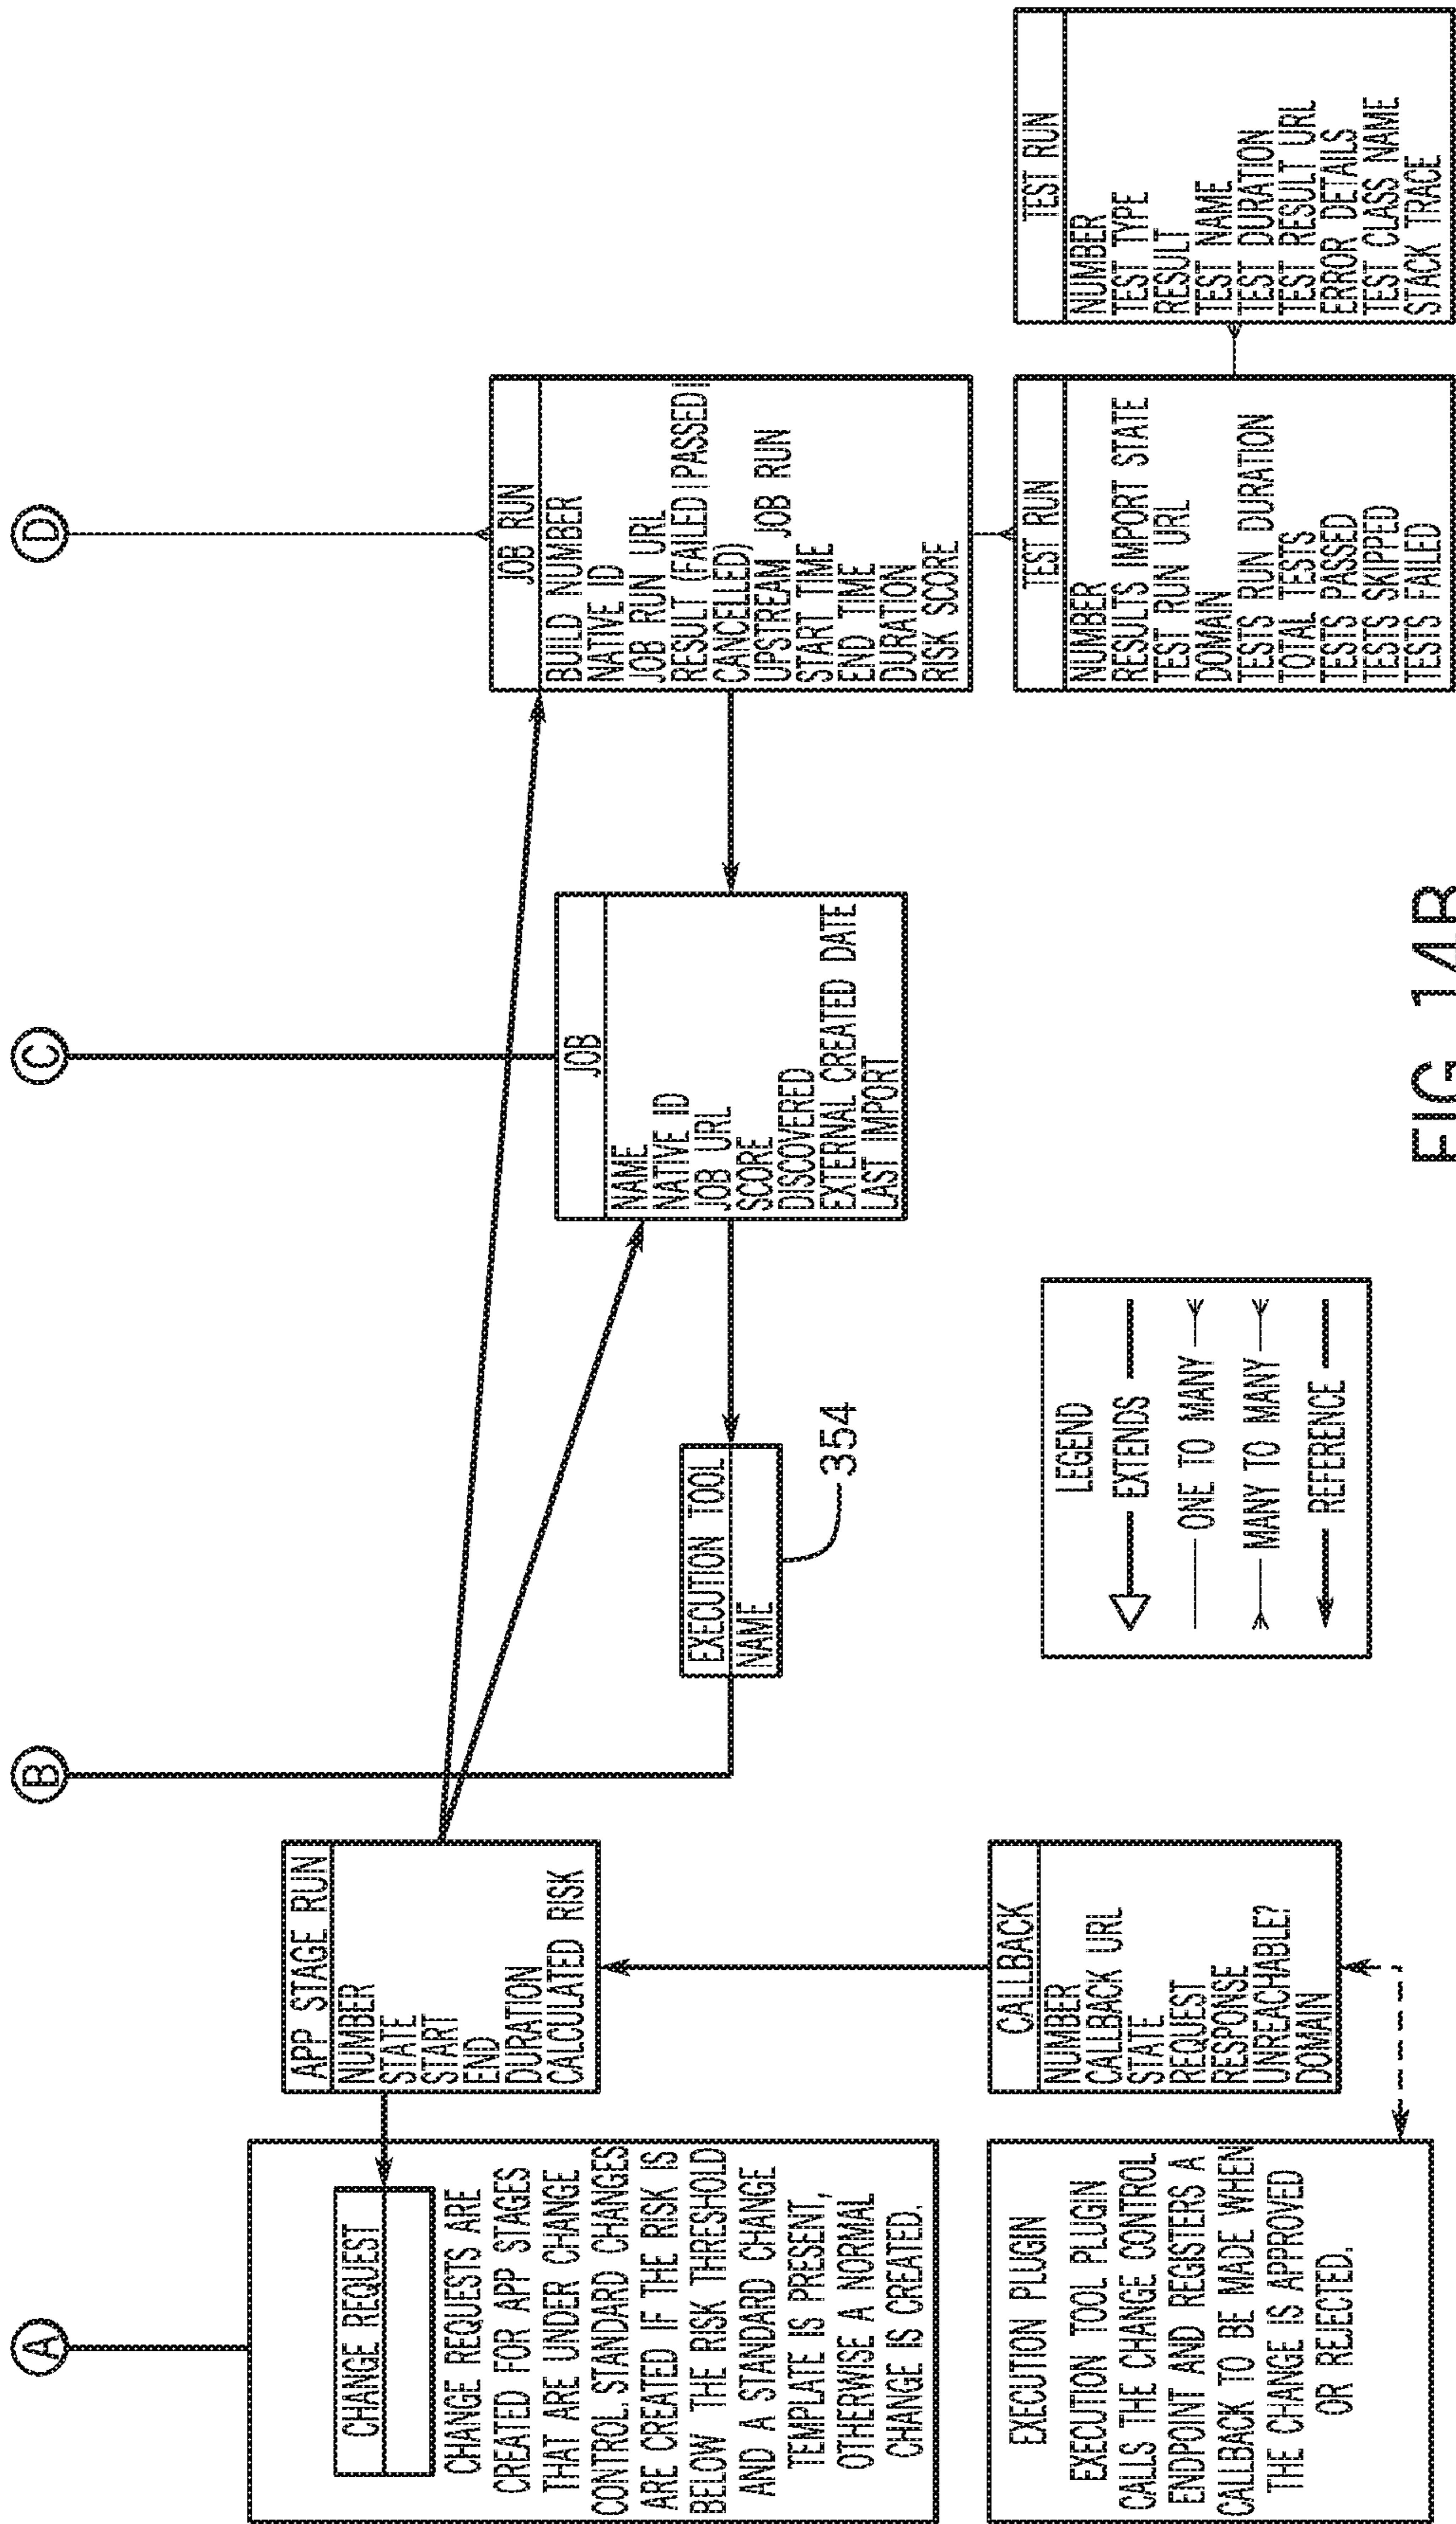 A
B
C
D
CHANGE REQUEST
CHANGE REQUESTS ARE
CREATED FOR APP STAGES
THAT ARE UNDER CHANGE
CONTROL. STANDARD CHANGES
ARE CREATED IF THE RISK IS
BELOW THE RISK THRESHOLD
AND A STANDARD CHANGE
TEMPLATE IS PRESENT,
OTHERWISE A NORMAL
CHANGE IS CREATED.
APP STAGE RUN
NUMBER
STATE
START
END
DURATION
CALCULATED RISK
EXECUTION TOOL
NAME
354
JOB
NAME
NATIVE ID
JOB URL
SCORE
DISCOVERED
EXTERNAL CREATED DATE
LAST IMPORT
JOB RUN
BUILD NUMBER
NATIVE ID
JOB RUN URL
RESULT (FAILED|PASSED|
CANCELLED)
UPSTREAM JOB RUN
START TIME
END TIME
DURATION
RISK SCORE
EXECUTION PLUGIN
EXECUTION TOOL PLUGIN
CALLS THE CHANGE CONTROL
ENDPOINT AND REGISTERS A
CALLBACK TO BE MADE WHEN
THE CHANGE IS APPROVED
OR REJECTED.
CALLBACK
NUMBER
CALLBACK URL
STATE
REQUEST
RESPONSE
UNREACHABLE?
DOMAIN
LEGEND
EXTENDS
ONE TO MANY
MANY TO MANY
REFERENCE
TEST RUN
NUMBER
RESULTS IMPORT STATE
TEST RUN URL
DOMAIN
TESTS RUN DURATION
TOTAL TESTS
TESTS PASSED
TESTS SKIPPED
TESTS FAILED
TEST RUN
NUMBER
TEST TYPE
RESULT
TEST NAME
TEST DURATION
TEST RESULT URL
ERROR DETAILS
TEST CLASS NAME
STACK TRACE
FIG. 14B